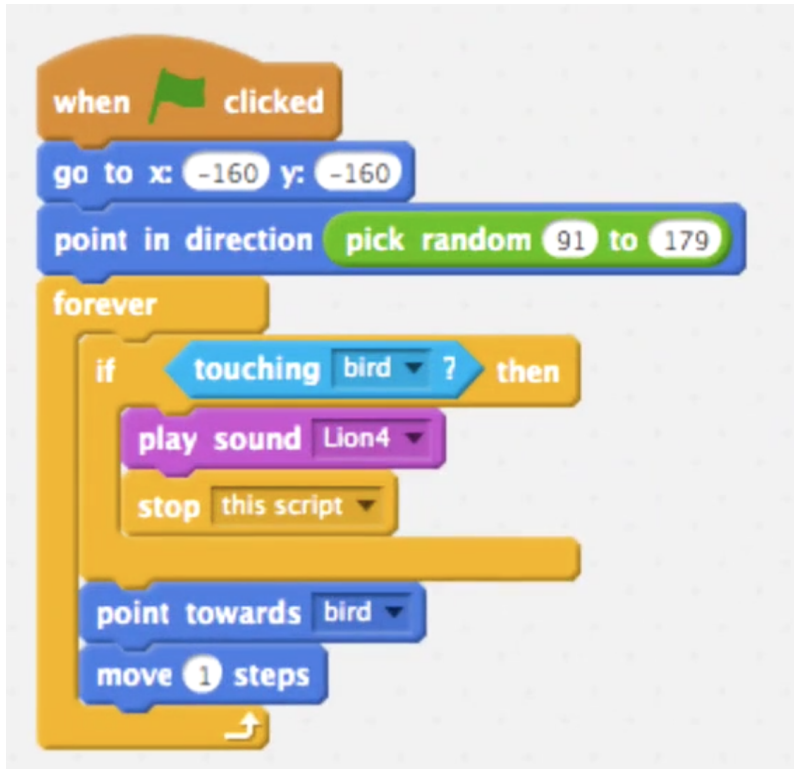 when clicked
go to x: -160 y: -160
point in direction pick random 91 to 179
forever
if touching bird ? then
play sound Lion4
stop this script
point towards bird
move 1 steps